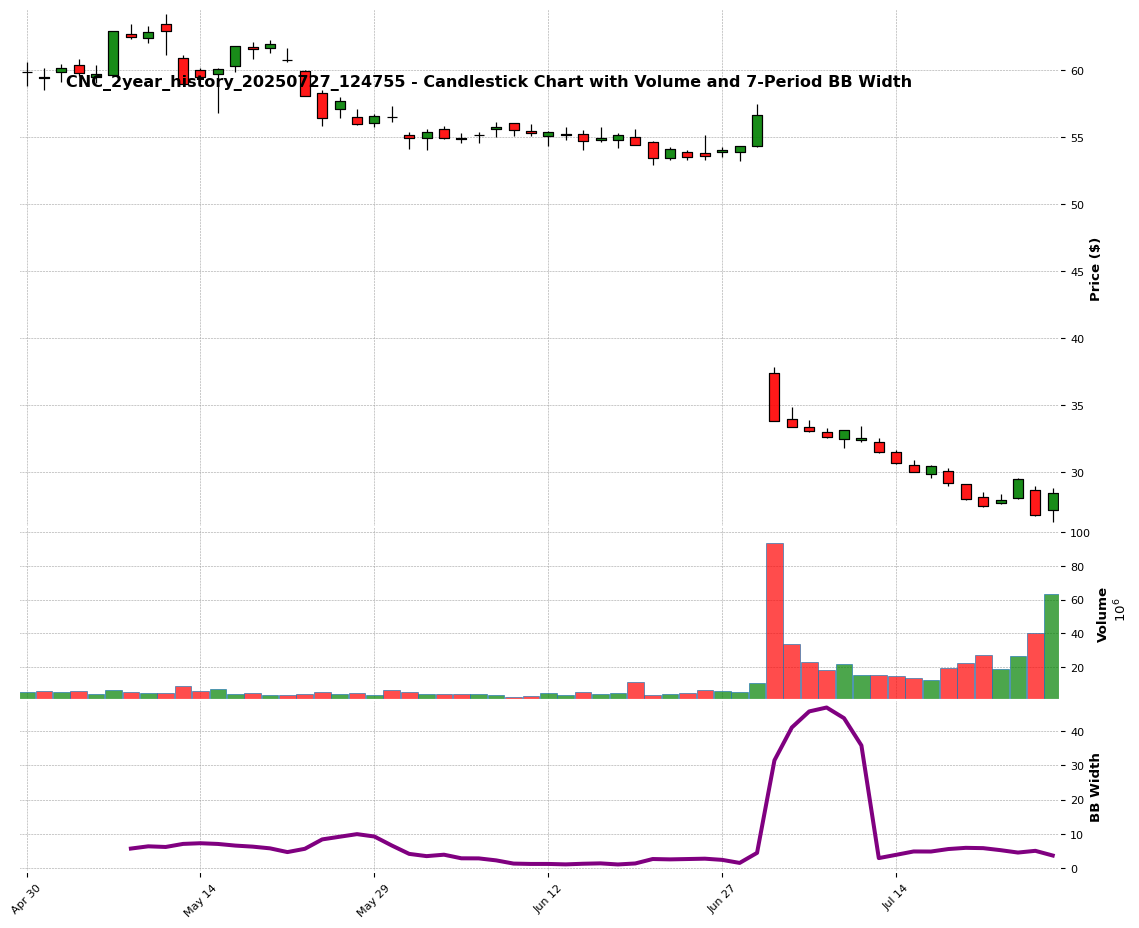 CNC_2year_history_20250727_124755 - Candlestick Chart with Volume and 7-Period BB Width
60
55
50
45
40
35
30
Price ($)
100
80
60
40
20
Volume
10^6
40
30
20
10
0
BB Width
Apr 30
May 14
May 29
Jun 12
Jun 27
Jul 14